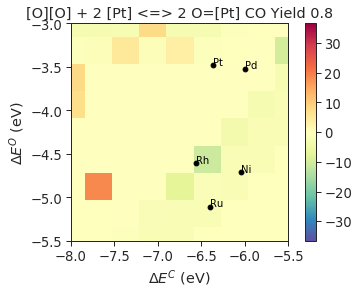 [O][O] + 2 [Pt] <=> 2 O=[Pt] CO Yield 0.8
−3.0
−3.5
−4.0
−4.5
−5.0
−5.5
ΔE^O (eV)
Pt
Pd
Rh
Ni
Ru
−8.0 −7.5 −7.0 −6.5 −6.0 −5.5
ΔE^C (eV)
30
20
10
0
−10
−20
−30